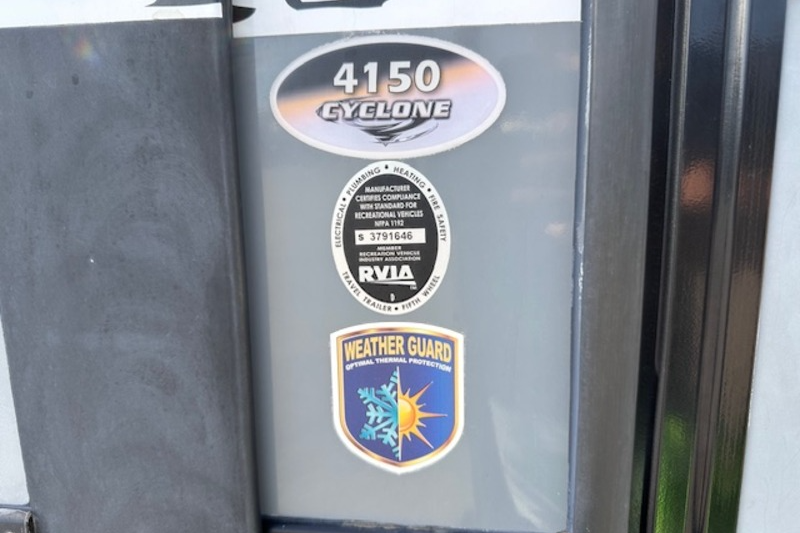 4150
CYCLONE
ELECTRICAL • PLUMBING • HEATING • FIRE SAFETY
MANUFACTURER
CERTIFIES COMPLIANCE
WITH STANDARD FOR
RECREATIONAL VEHICLES
NFPA 1192
S 3791646
MEMBER
RECREATION VEHICLE
INDUSTRY ASSOCIATION
RVIA
TM
D
TRAVEL TRAILER • FIFTH WHEEL
WEATHER GUARD
OPTIMAL THERMAL PROTECTION